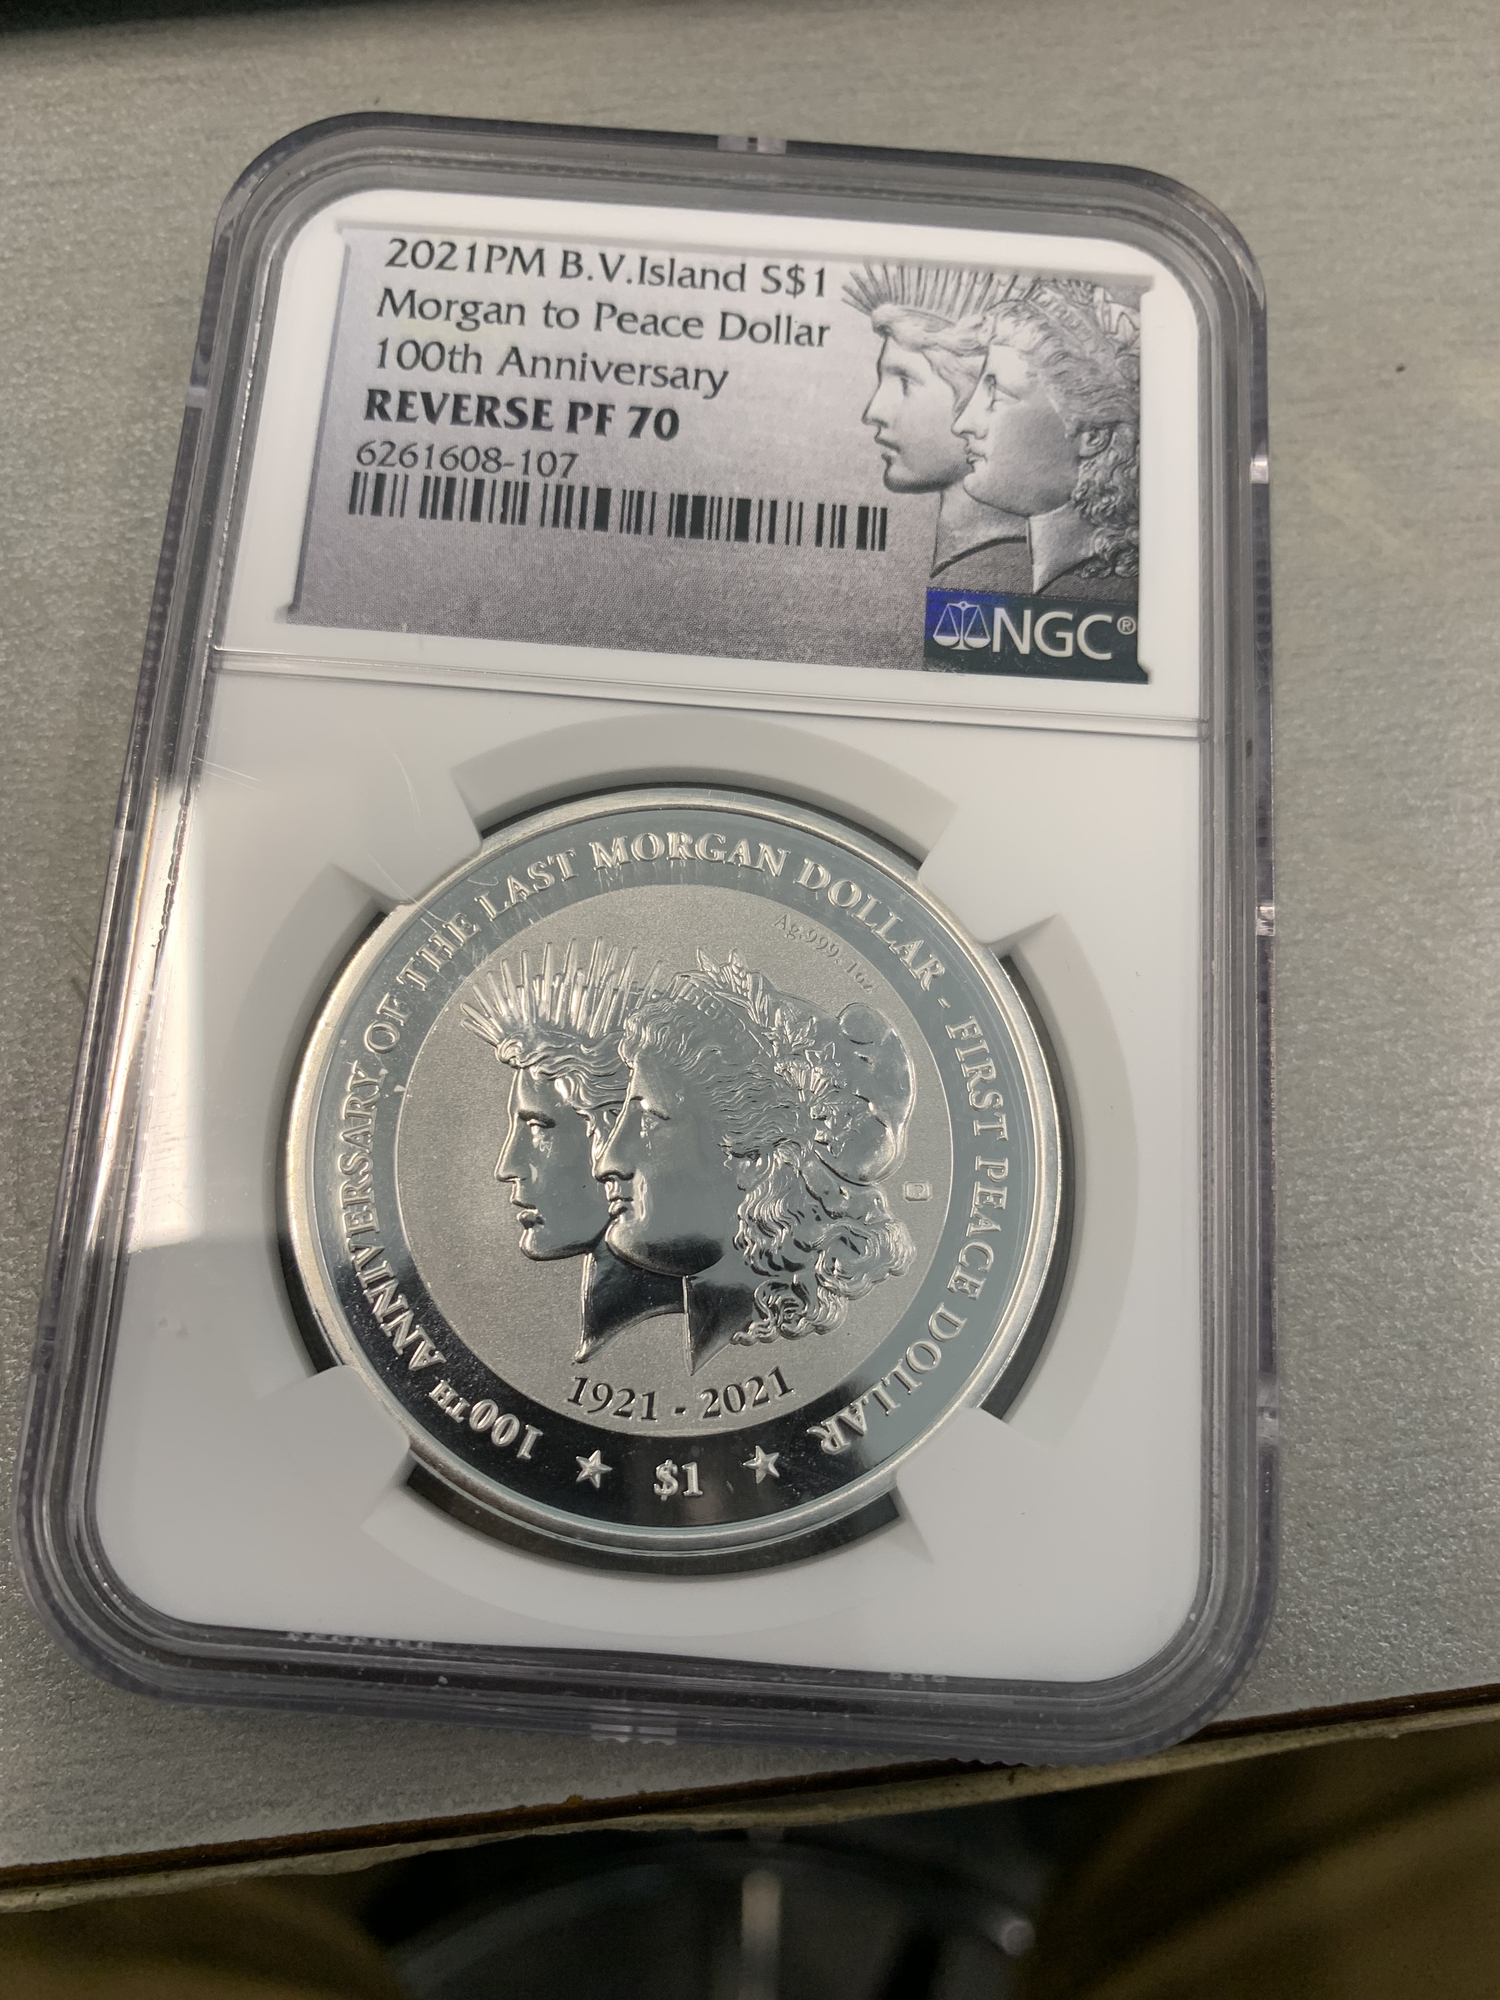 2021PM B.V.Island S$1
Morgan to Peace Dollar
100th Anniversary
REVERSE PF 70
6261608-107
NGC®
100TH ANNIVERSARY OF THE LAST MORGAN DOLLAR - FIRST PEACE DOLLAR
Ag.999, 1oz
1921 - 2021
$1